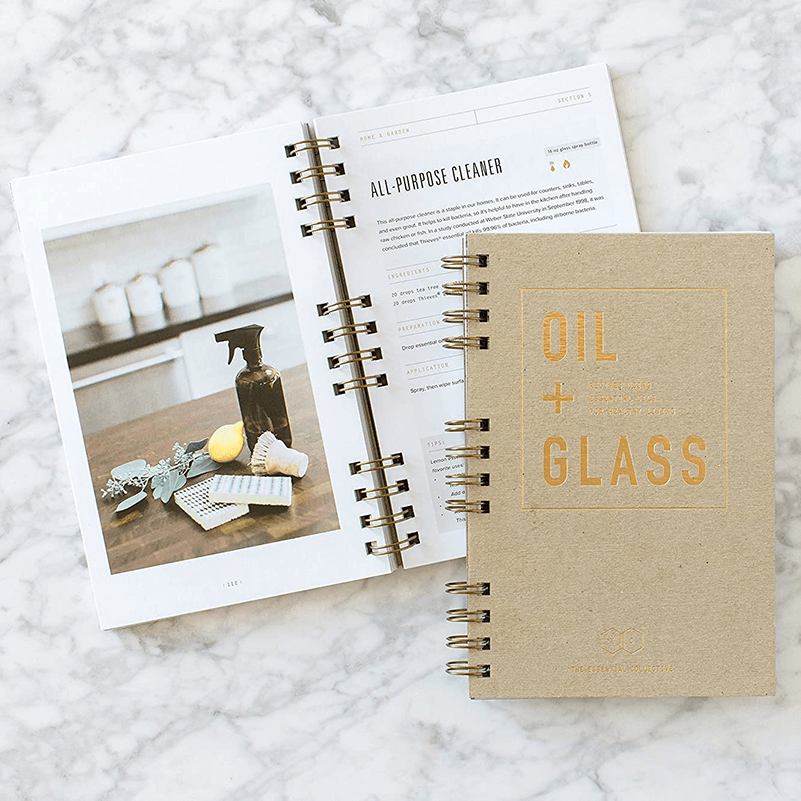 HOME & GARDEN
SECTION 5
16 oz glass spray bottle
ALL-PURPOSE CLEANER
This all-purpose cleaner is a staple in our homes. It can be used for counters, sinks, tables,
and even grout. It helps to kill bacteria, so it's helpful to have in the kitchen after handling
raw chicken or fish. In a study conducted at Weber State University in September 1998, it was
concluded that Thieves® essential oil kills 99.96% of bacteria, including airborne bacteria.
INGREDIENTS
20 drops tea tree
20 drops Thieves®
PREPARATION
Drop essential
APPLICATION
Spray, then wipe surfa
TIPS:
Lemon esse
favorite uses
Add a
This
112
OIL
+
GLASS
THE ESSENTIAL COLLECTIVE